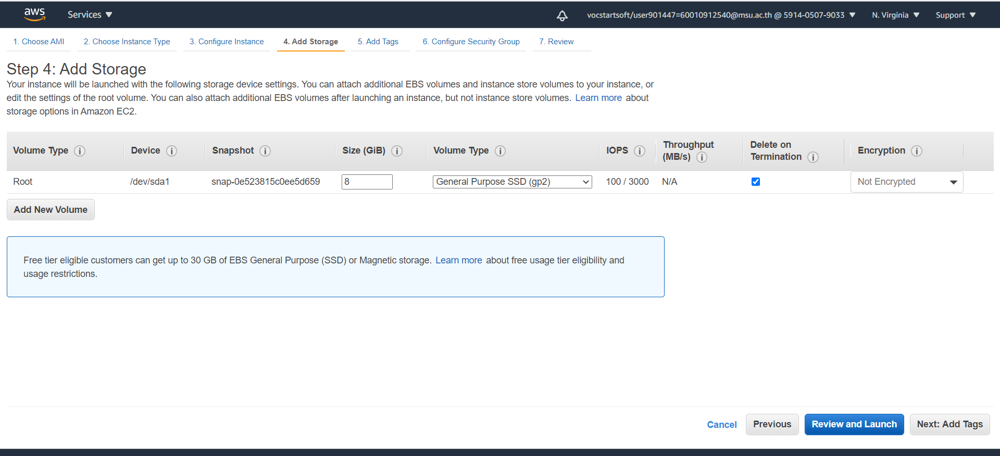 aws
Services
vocstartsoft/user901447=60010912540@msu.ac.th @ 5914-0507-9033
N. Virginia
Support
1. Choose AMI
2. Choose Instance Type
3. Configure Instance
4. Add Storage
5. Add Tags
6. Configure Security Group
7. Review
Step 4: Add Storage
Your instance will be launched with the following storage device settings. You can attach additional EBS volumes and instance store volumes to your instance, or
edit the settings of the root volume. You can also attach additional EBS volumes after launching an instance, but not instance store volumes. Learn more about
storage options in Amazon EC2.
Volume Type
Device
Snapshot
Size (GiB)
Volume Type
IOPS
Throughput
(MB/s)
Delete on
Termination
Encryption
Root
/dev/sda1
snap-0e523815c0ee5d659
8
General Purpose SSD (gp2)
100 / 3000
N/A
Not Encrypted
Add New Volume
Free tier eligible customers can get up to 30 GB of EBS General Purpose (SSD) or Magnetic storage. Learn more about free usage tier eligibility and
usage restrictions.
Cancel
Previous
Review and Launch
Next: Add Tags